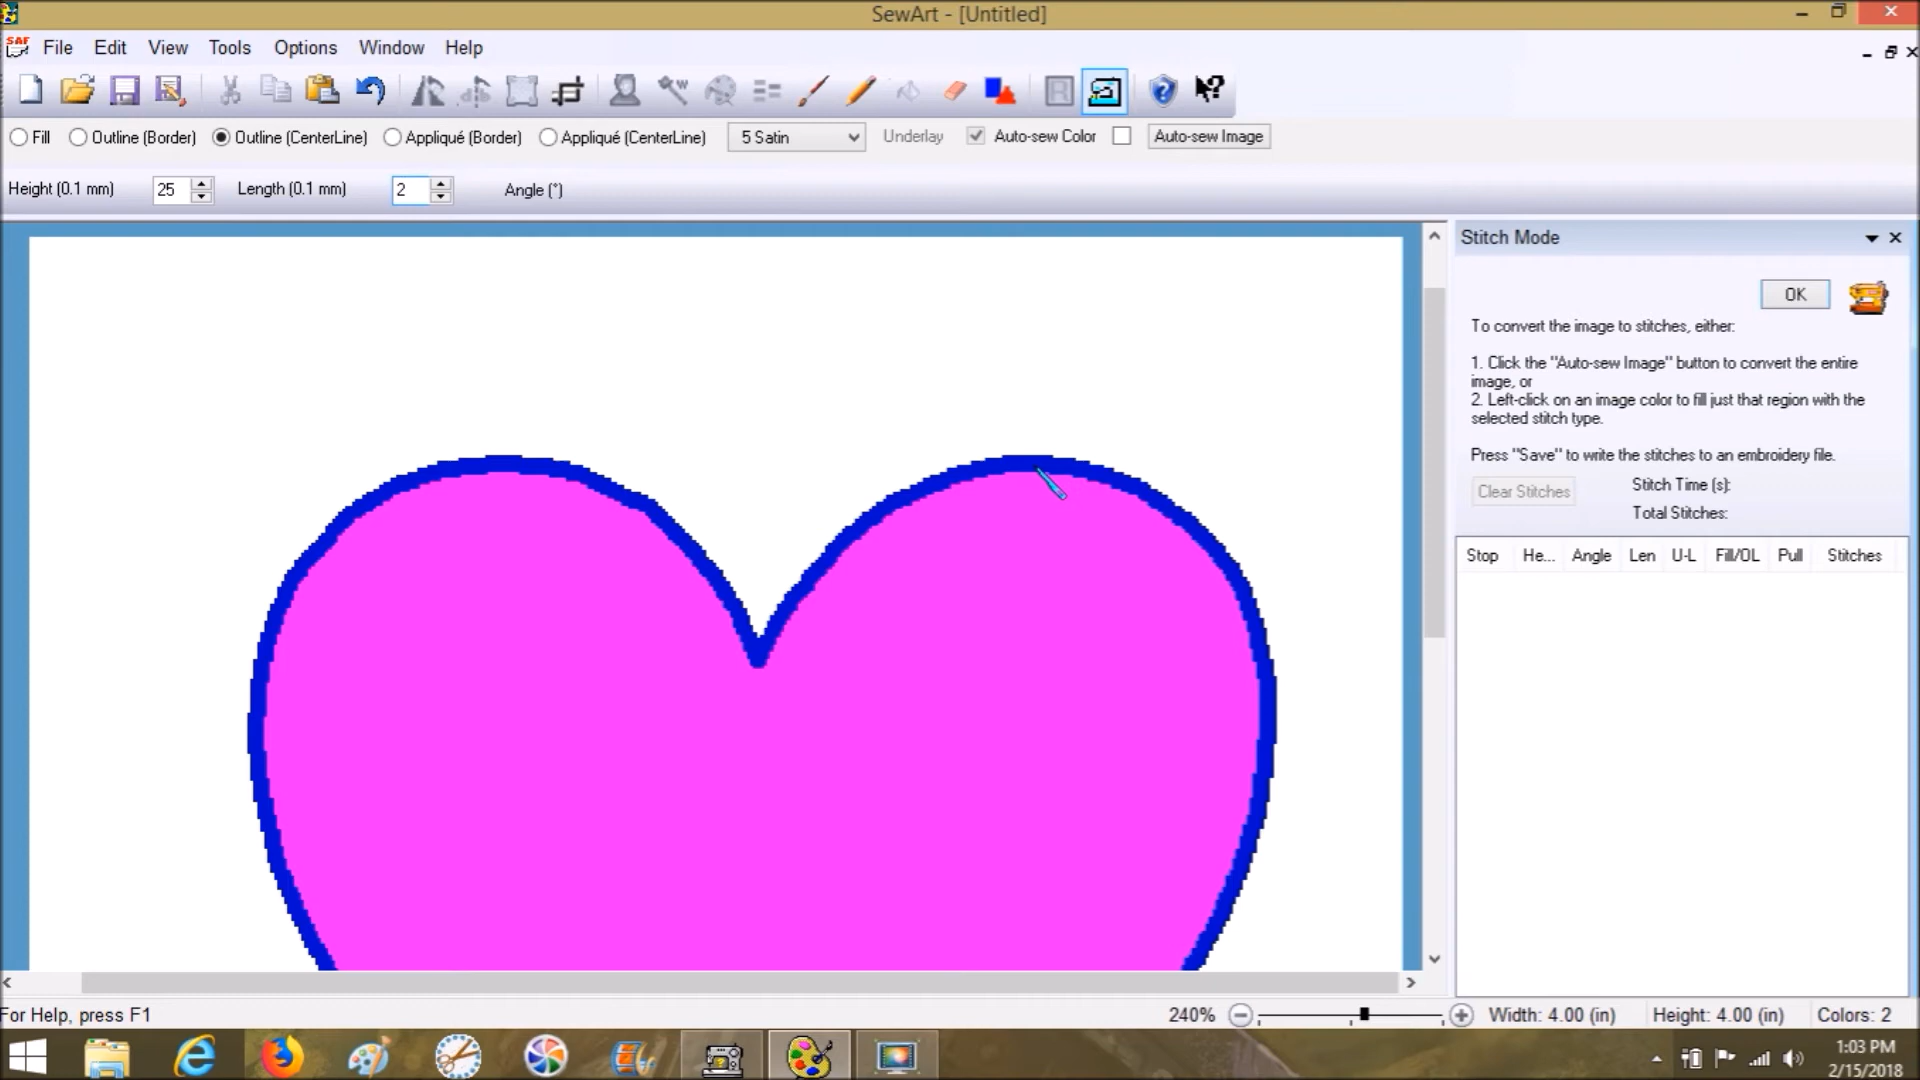 SewArt - [Untitled]
SAF File Edit View Tools Options Window Help
R
Fill Outline (Border) Outline (CenterLine) Appliqué (Border) Appliqué (CenterLine) 5 Satin Underlay Auto-sew Color Auto-sew Image
Height (0.1 mm) 25 Length (0.1 mm) 2 Angle (°)
Stitch Mode
OK
To convert the image to stitches, either:
1. Click the "Auto-sew Image" button to convert the entire
image, or
2. Left-click on an image color to fill just that region with the
selected stitch type.
Press "Save" to write the stitches to an embroidery file.
Clear Stitches Stitch Time (s):
Total Stitches:
Stop He... Angle Len U-L Fill/OL Pull Stitches
For Help, press F1 240% Width: 4.00 (in) Height: 4.00 (in) Colors: 2
1:03 PM
2/15/2018